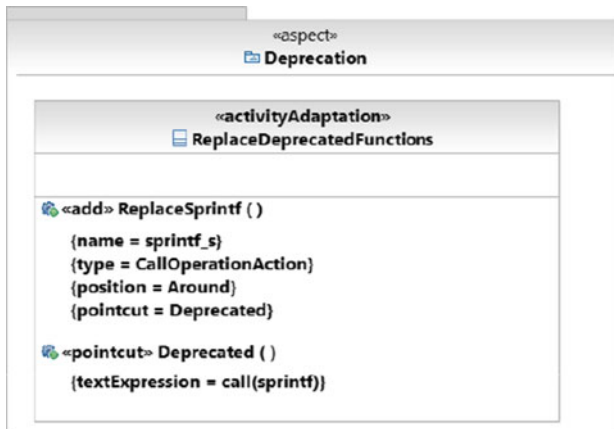 «aspect»
Deprecation
«activityAdaptation»
ReplaceDeprecatedFunctions
«add» ReplaceSprintf ( )
{name = sprintf_s}
{type = CallOperationAction}
{position = Around}
{pointcut = Deprecated}
«pointcut» Deprecated ( )
{textExpression = call(sprintf)}